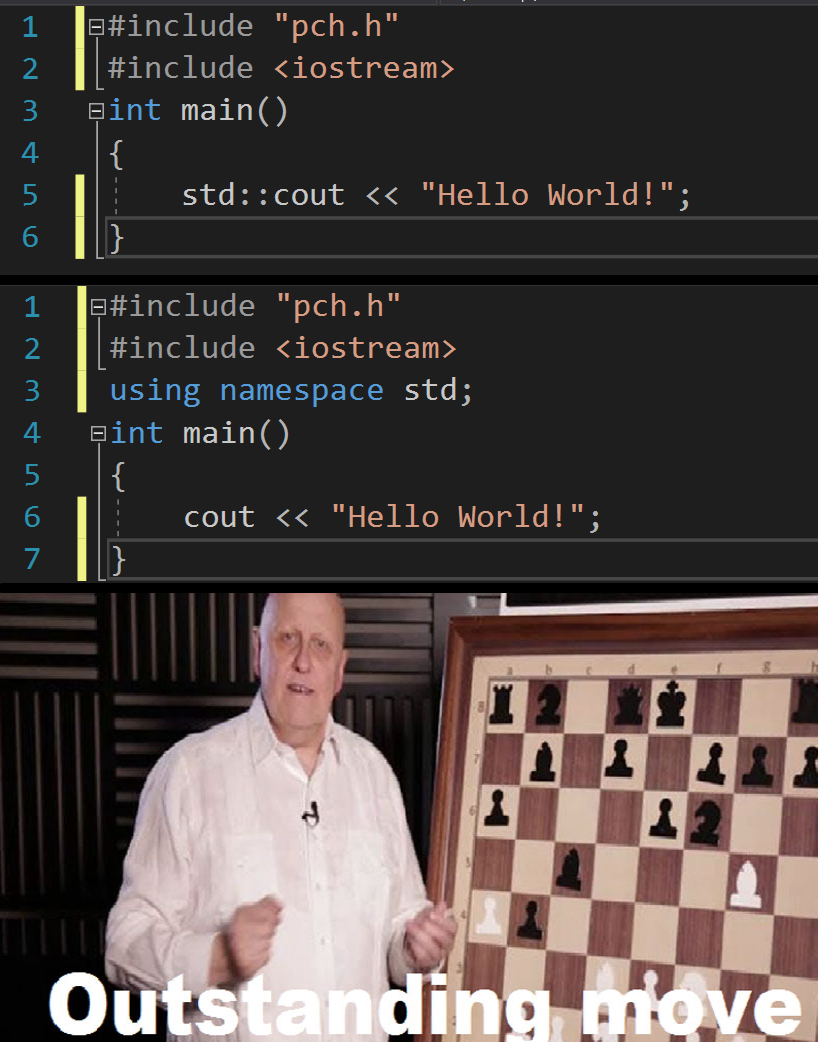 1 #include "pch.h"
2 #include <iostream>
3 int main()
4 {
5 std::cout << "Hello World!";
6 }
1 #include "pch.h"
2 #include <iostream>
3 using namespace std;
4 int main()
5 {
6 cout << "Hello World!";
7 }
a b c d e f g h
8
7
6
5
4
3
Outstanding move